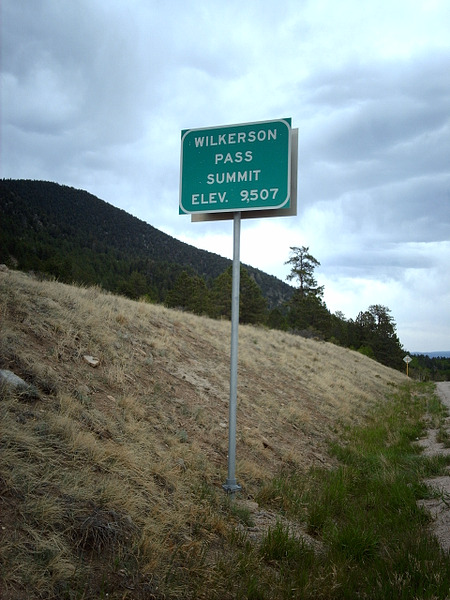 WILKERSON
PASS
SUMMIT
ELEV. 9,507